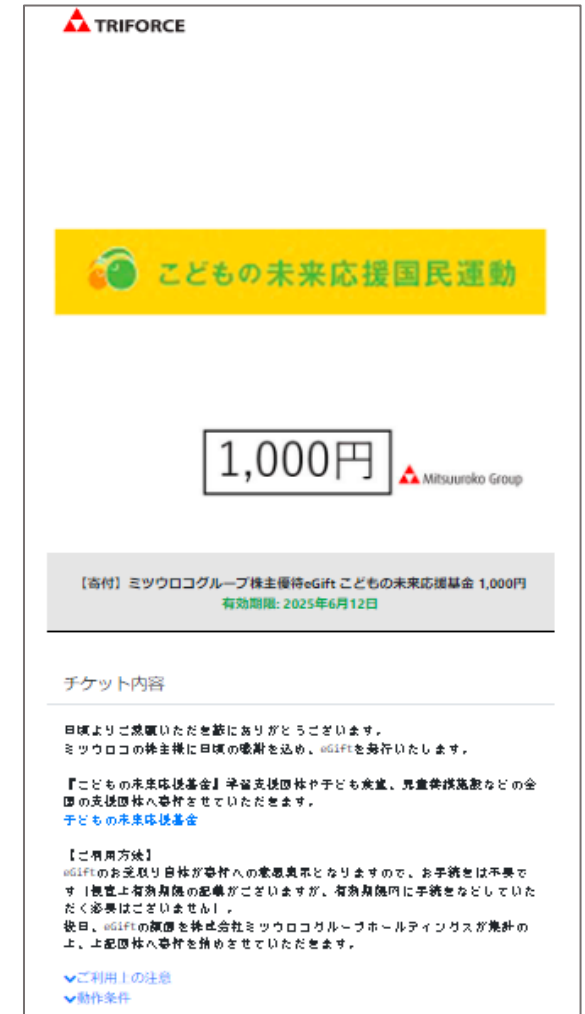 TRIFORCE
こどもの未来応援国民運動
1,000円
Mitsuuroko Group
【寄付】ミツウロコグループ株主優待eGift こどもの未来応援基金 1,000円
有効期限: 2025年6月12日
チケット内容
日頃よりご愛顧いただき誠にありがとうございます。
ミツウロコの株主様に日頃の感謝を込め、eGiftを発行いたします。
『こどもの未来応援基金』学習支援団体や子ども食堂、児童養護施設などの全
国の支援団体へ寄付させていただきます。
子どもの未来応援基金
【ご利用方法】
eGiftのお受取り自体が寄付への意思表示となりますので、お手続きは不要で
す（便宜上有効期限の記載がございますが、有効期限内に手続きなどしていた
だく必要はございません）。
後日、eGiftの額面を株式会社ミツウロコグループホールディングスが集計の
上、上記団体へ寄付を納めさせていただきます。
ご利用上の注意
動作条件